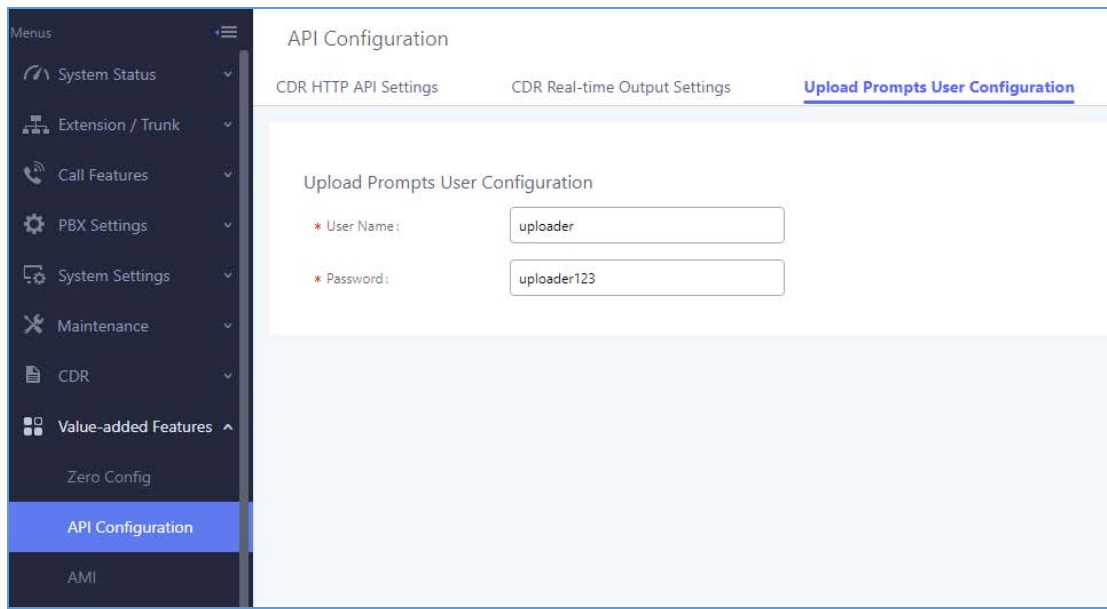 Menus
System Status
Extension / Trunk
Call Features
PBX Settings
System Settings
Maintenance
CDR
Value-added Features
Zero Config
API Configuration
AMI
API Configuration
CDR HTTP API Settings
CDR Real-time Output Settings
Upload Prompts User Configuration
Upload Prompts User Configuration
* User Name: uploader
* Password: uploader123